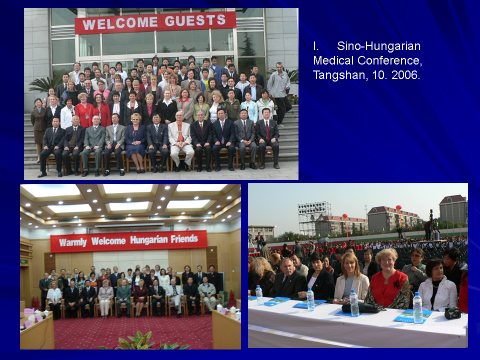 WELCOME GUESTS
I. Sino-Hungarian
Medical Conference,
Tangshan, 10. 2006.
Warmly Welcome Hungarian Friends